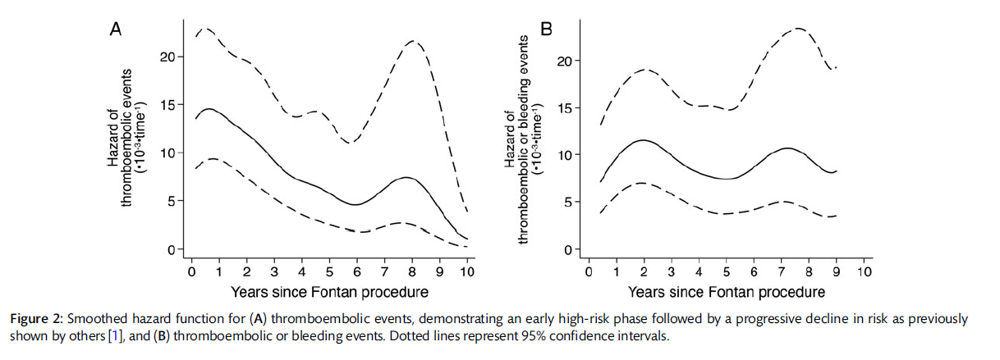 A
Hazard of
thromboembolic events
(•10-3•time-1)
20
15
10
5
0
0 1 2 3 4 5 6 7 8 9 10
Years since Fontan procedure
B
Hazard of
thromboembolic or bleeding events
(•10-3•time-1)
20
15
10
5
0
0 1 2 3 4 5 6 7 8 9 10
Years since Fontan procedure
Figure 2: Smoothed hazard function for (A) thromboembolic events, demonstrating an early high-risk phase followed by a progressive decline in risk as previously
shown by others [1], and (B) thromboembolic or bleeding events. Dotted lines represent 95% confidence intervals.